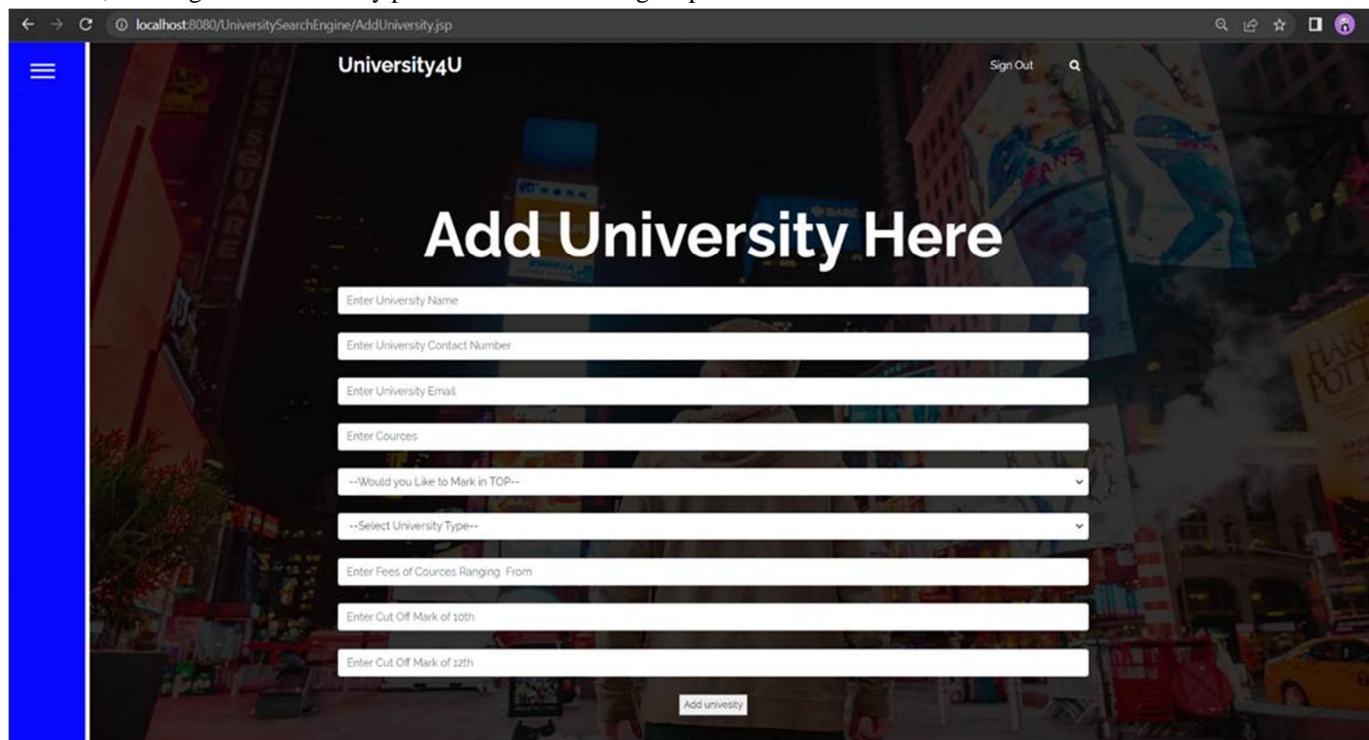 localhost:8080/UniversitySearchEngine/AddUniversity.jsp
University4U
Sign Out
Add University Here
Enter University Name
Enter University Contact Number
Enter University Email
Enter Cources
--Would you Like to Mark in TOP--
--Select University Type--
Enter Fees of Cources Ranging From
Enter Cut Off Mark of 10th
Enter Cut Off Mark of 12th
Add univesity